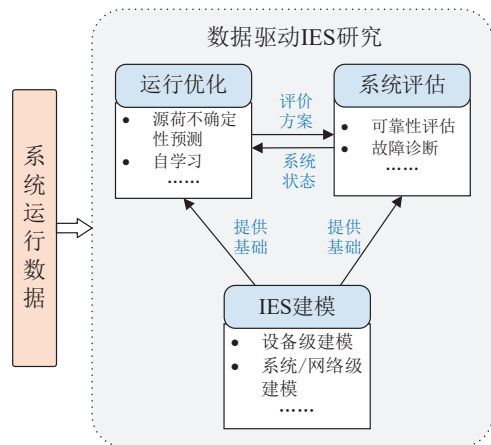 数据驱动IES研究
系统运行数据
运行优化
● 源荷不确定
性预测
● 自学习
……
评价
方案
系统
状态
系统评估
● 可靠性评估
● 故障诊断
……
提供
基础
提供
基础
IES建模
● 设备级建模
● 系统/网络级
建模
……